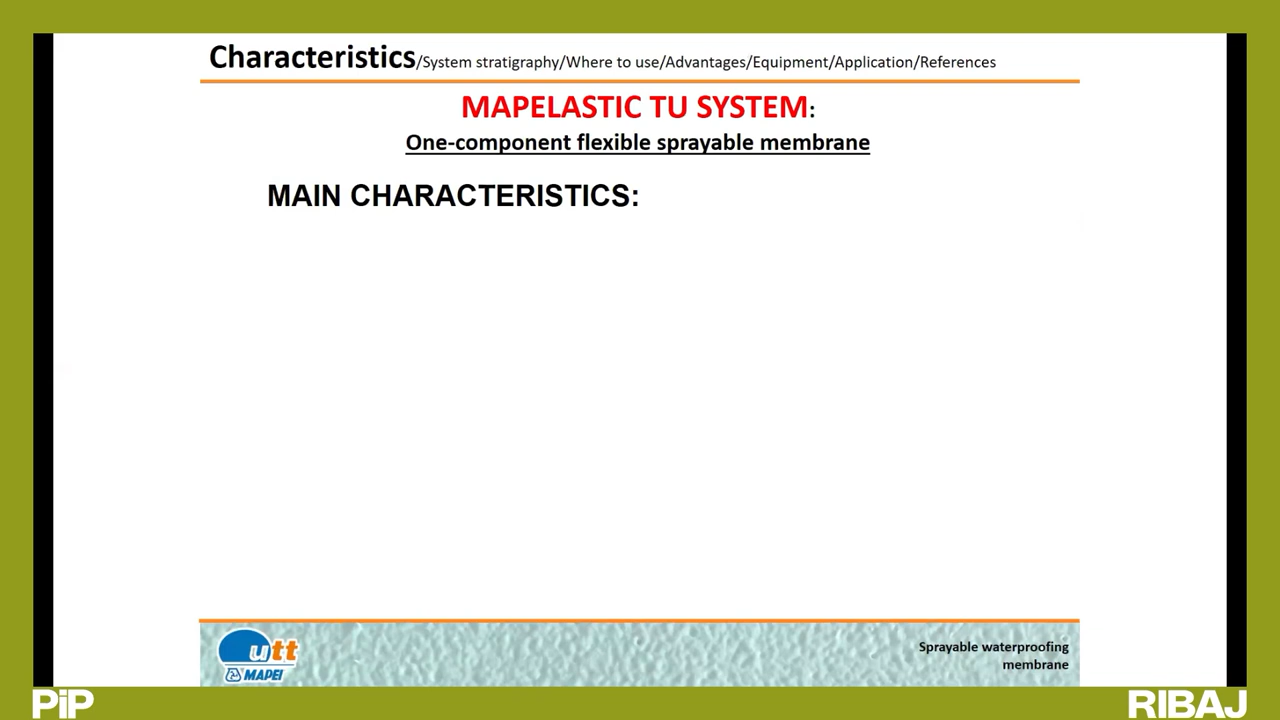 Characteristics/System stratigraphy/Where to use/Advantages/Equipment/Application/References
MAPELASTIC TU SYSTEM:
One-component flexible sprayable membrane
MAIN CHARACTERISTICS:
utt
MAPEI
Sprayable waterproofing
membrane
PiP
RIBAJ